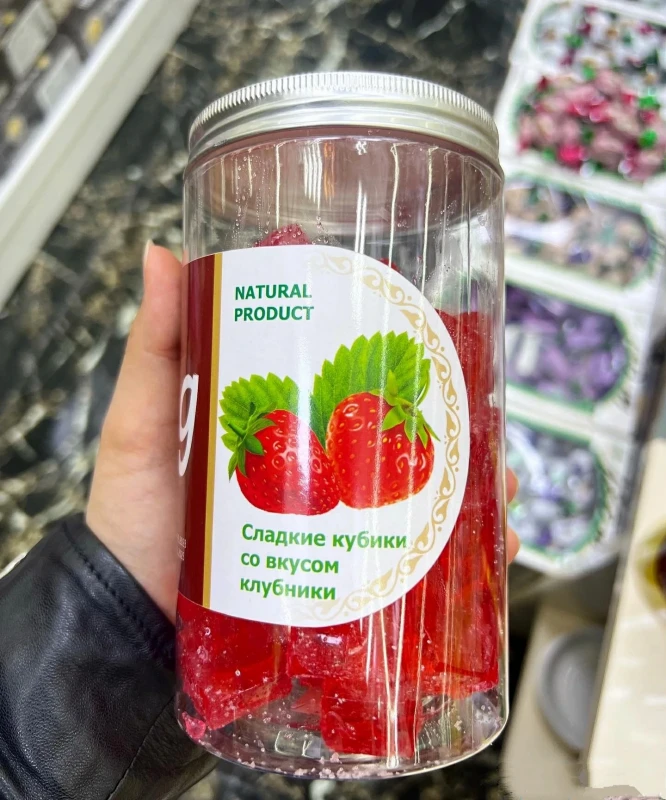 NATURAL
PRODUCT
g
Сладкие кубики
со вкусом
клубники